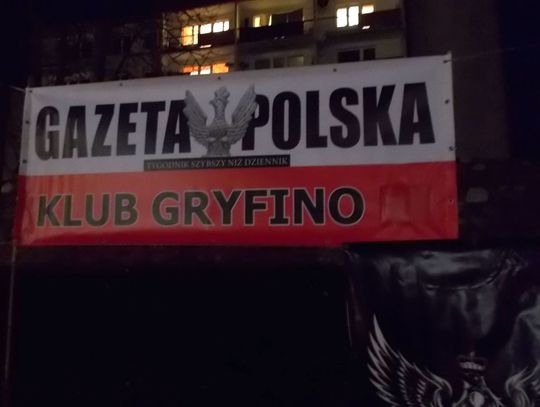 GAZETA POLSKA
TYGODNIK SZYBSZY NIŻ DZIENNIK
KLUB GRYFINO